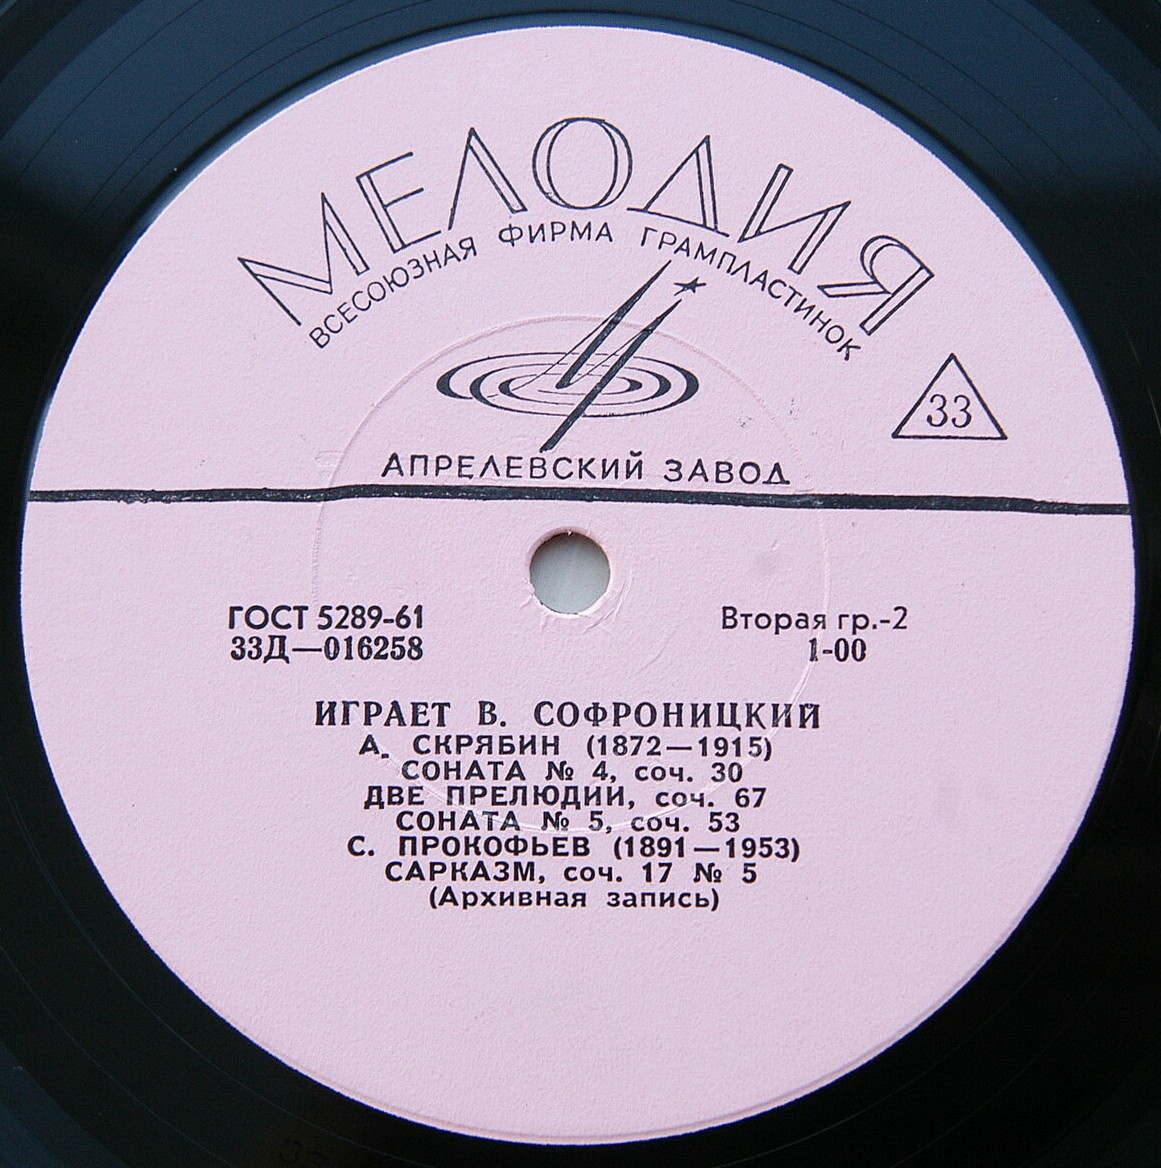 МЕЛОДИЯ
ВСЕСОЮЗНАЯ ФИРМА ГРАМПЛАСТИНОК
33
АПРЕЛЕВСКИЙ ЗАВОД
ГОСТ 5289-61 Вторая гр.-2
33Д—016258 1-00
ИГРАЕТ В. СОФРОНИЦКИЙ
А. СКРЯБИН (1872—1915)
СОНАТА № 4, соч. 30
ДВЕ ПРЕЛЮДИИ, соч. 67
СОНАТА № 5, соч. 53
С. ПРОКОФЬЕВ (1891—1953)
САРКАЗМ, соч. 17 № 5
(Архивная запись)